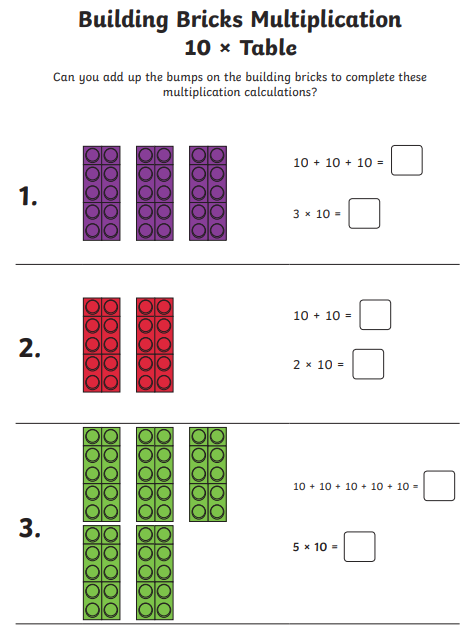 Building Bricks Multiplication
10 × Table
Can you add up the bumps on the building bricks to complete these
multiplication calculations?
1.
10 + 10 + 10 =
3 × 10 =
2.
10 + 10 =
2 × 10 =
3.
10 + 10 + 10 + 10 + 10 =
5 × 10 =